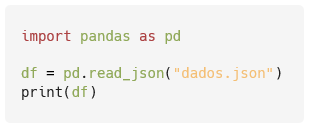 import pandas as pd
df = pd.read_json("dados.json")
print(df)